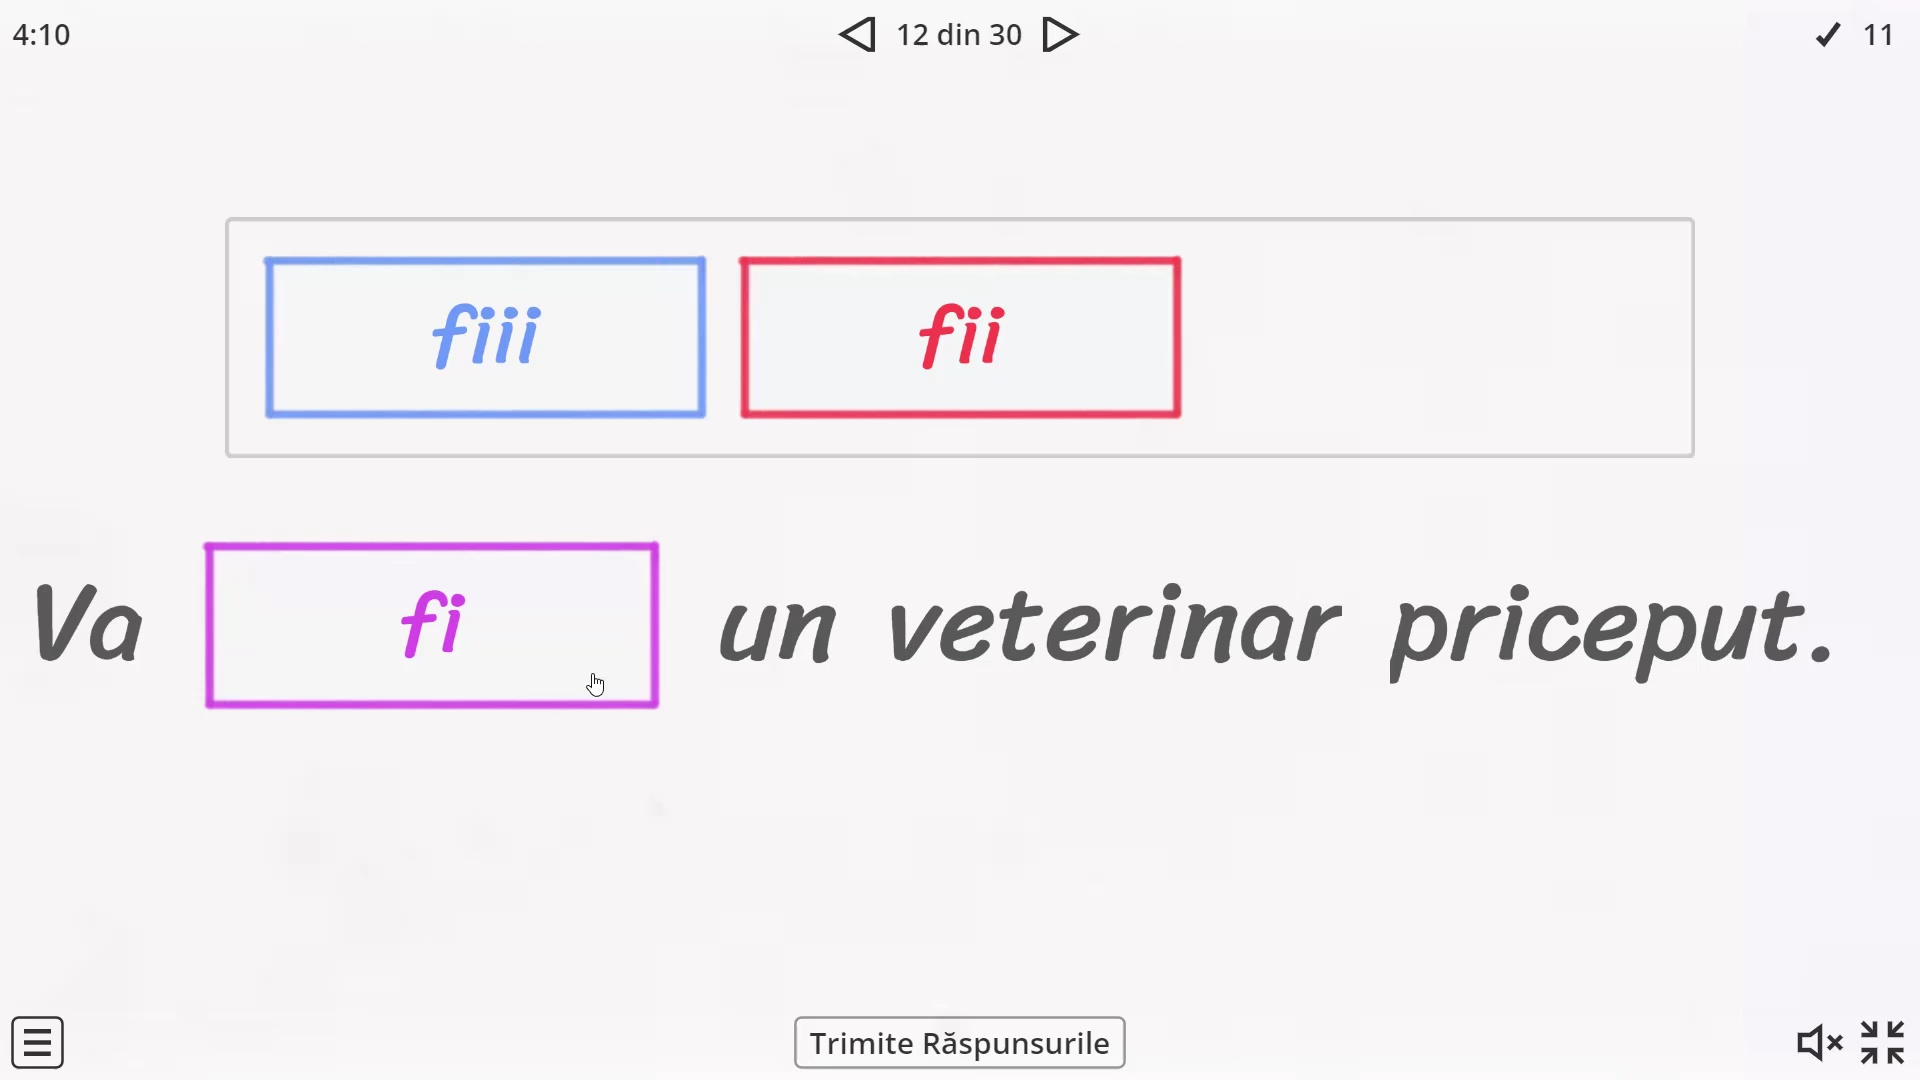 4:10
12 din 30
11
fiii
fii
Va fi un veterinar priceput.
Trimite Răspunsurile